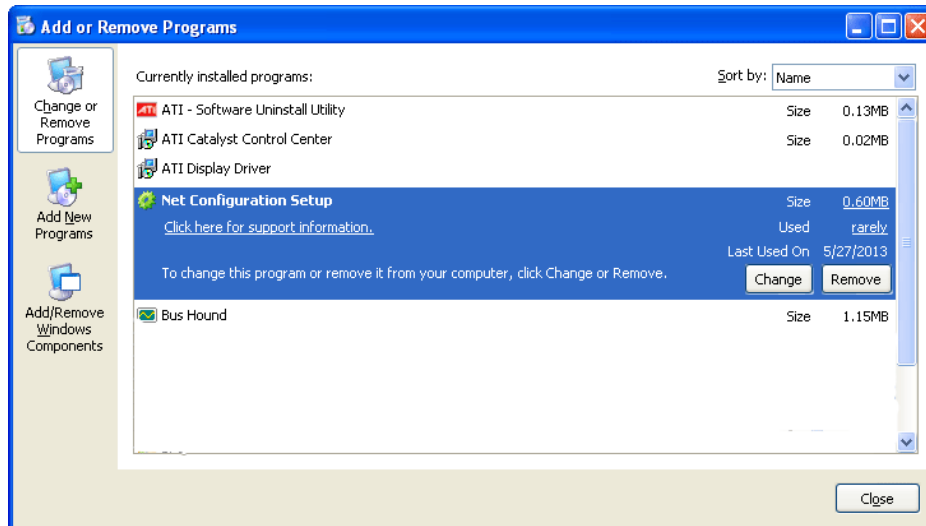 Add or Remove Programs
Change or
Remove
Programs
Add New
Programs
Add/Remove
Windows
Components
Currently installed programs:
Sort by: Name
ATI ATI - Software Uninstall Utility Size 0.13MB
ATI Catalyst Control Center Size 0.02MB
ATI Display Driver
Net Configuration Setup Size 0.60MB
Click here for support information. Used rarely
Last Used On 5/27/2013
To change this program or remove it from your computer, click Change or Remove. Change Remove
Bus Hound Size 1.15MB
Close